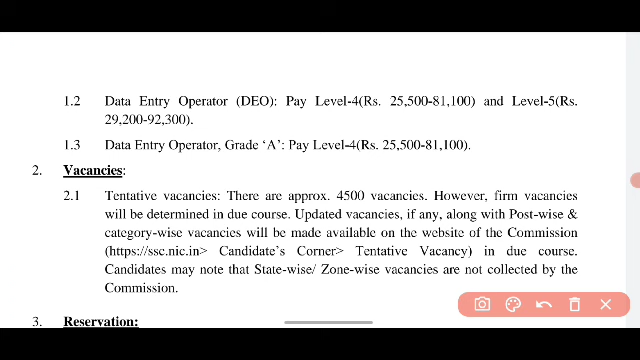 1.2 Data Entry Operator (DEO): Pay Level-4(Rs. 25,500-81,100) and Level-5(Rs.
29,200-92,300).
1.3 Data Entry Operator, Grade ‘A’: Pay Level-4(Rs. 25,500-81,100).
2. Vacancies:
2.1 Tentative vacancies: There are approx. 4500 vacancies. However, firm vacancies
will be determined in due course. Updated vacancies, if any, along with Post-wise &
category-wise vacancies will be made available on the website of the Commission
(https://ssc.nic.in> Candidate’s Corner> Tentative Vacancy) in due course.
Candidates may note that State-wise/ Zone-wise vacancies are not collected by the
Commission.
3. Reservation: